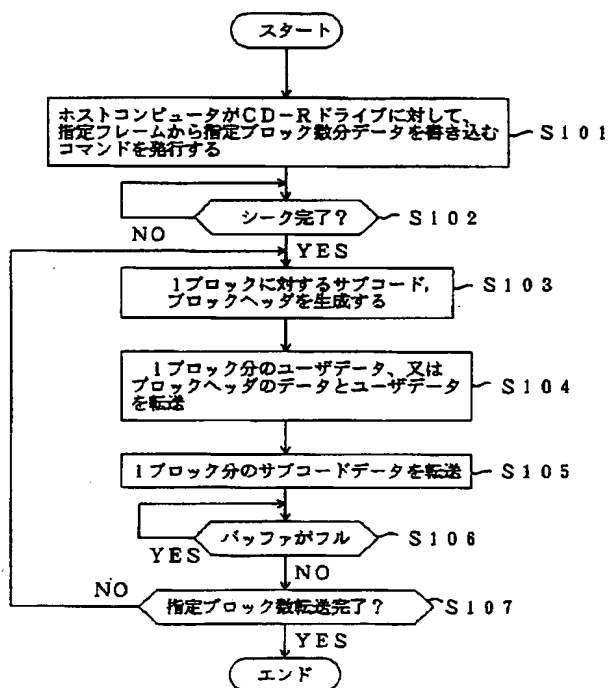 スタート
ホストコンピュータがCD-Rドライブに対して、
指定フレームから指定ブロック数分データを書き込む
コマンドを発行する
S101
シーク完了?
S102
NO
YES
1ブロックに対するサブコード,
ブロックヘッダを生成する
S103
1ブロック分のユーザデータ、又は
ブロックヘッダのデータとユーザデータ
を転送
S104
1ブロック分のサブコードデータを転送
S105
バッファがフル
S106
YES
NO
NO
指定ブロック数転送完了?
S107
YES
エンド